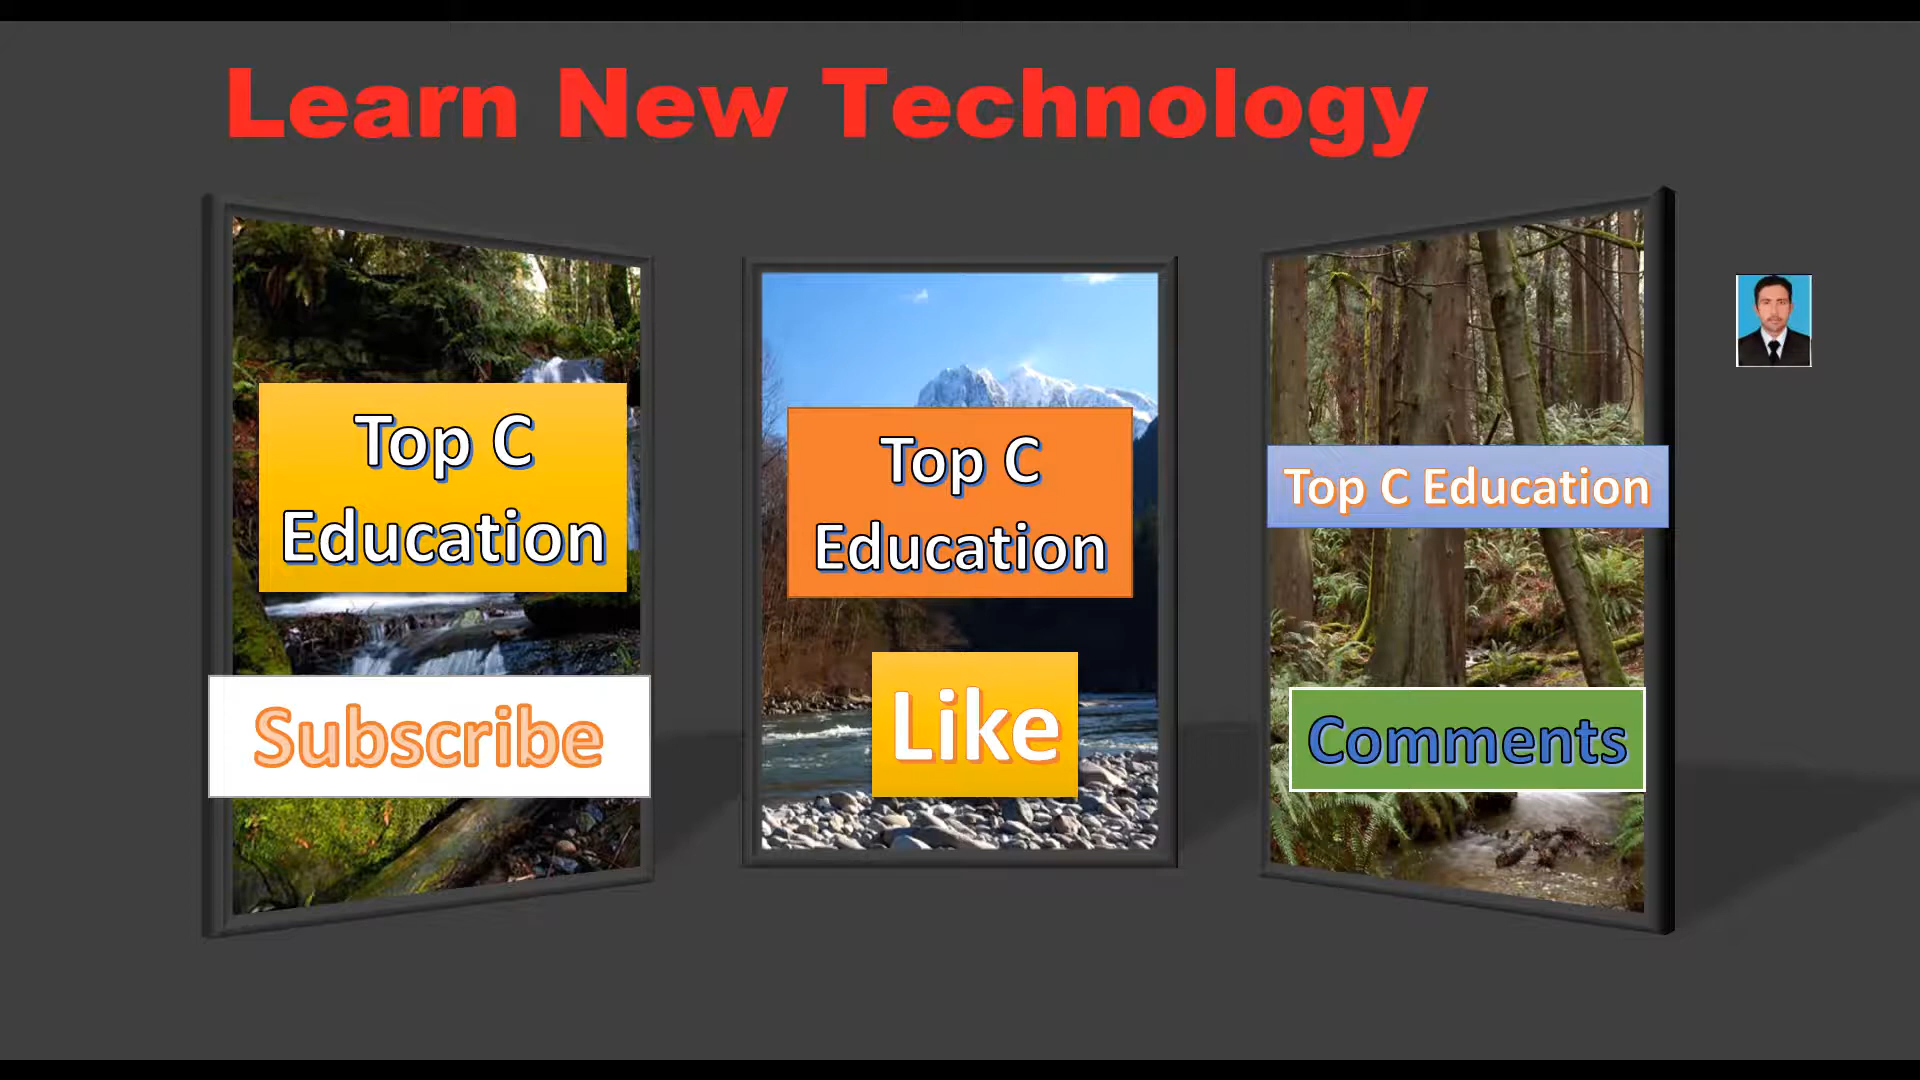 Learn New Technology
Top C
Education
Subscribe
Top C
Education
Like
Top C Education
Comments